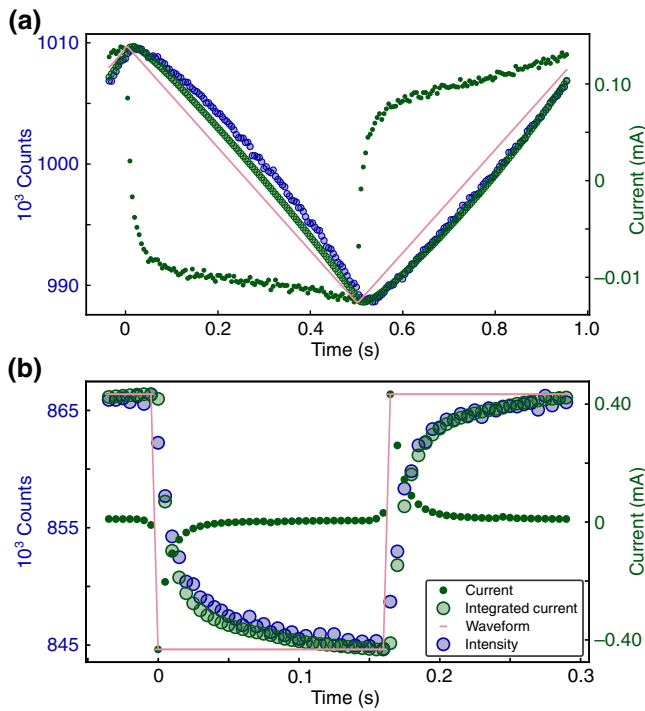 (a)
1010
1000
990
10³ Counts
0.10
0
−0.01
Current (mA)
0
0.2
0.4
0.6
0.8
1.0
Time (s)
(b)
865
855
845
10³ Counts
0.40
0
−0.40
Current (mA)
Current
Integrated current
Waveform
Intensity
0
0.1
0.2
0.3
Time (s)